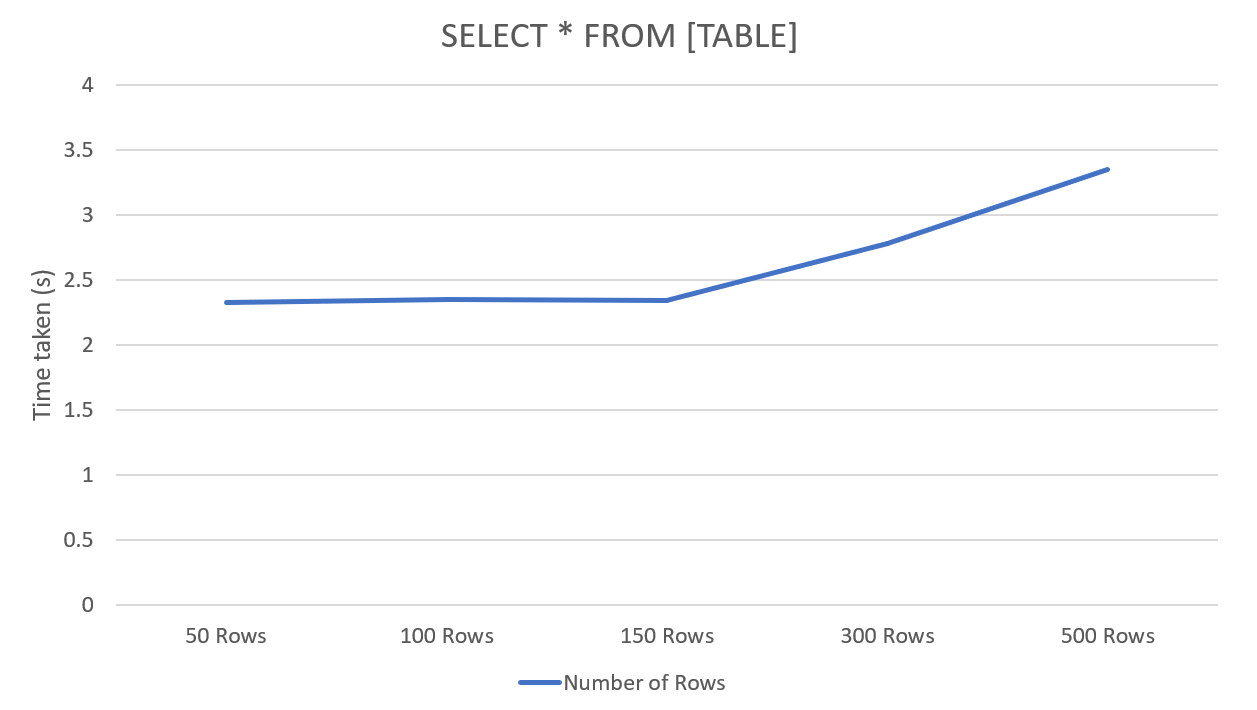 SELECT * FROM [TABLE]
4
3.5
3
2.5
2
1.5
1
0.5
0
Time taken (s)
50 Rows
100 Rows
150 Rows
300 Rows
500 Rows
Number of Rows